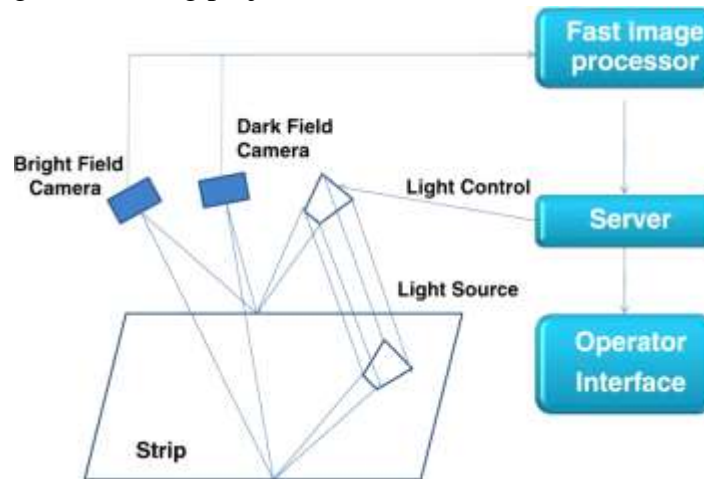 Fast Image
processor
Dark Field
Camera
Bright Field
Camera
Light Control
Server
Light Source
Operator
Interface
Strip